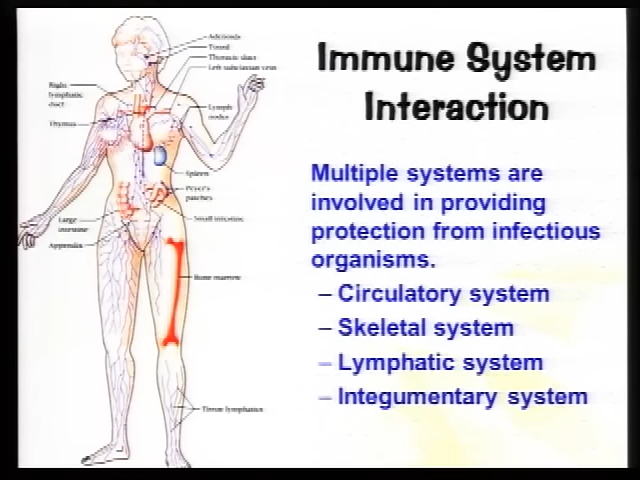 Immune System
Interaction
Multiple systems are
involved in providing
protection from infectious
organisms.
– Circulatory system
– Skeletal system
– Lymphatic system
– Integumentary system
Adenoids
Tonsil
Thoracic duct
Left subclavian vein
Right
lymphatic
duct
Thymus
Lymph
nodes
Spleen
Peyer's
patches
Small intestine
Large
intestine
Appendix
Bone marrow
Tissue lymphatics